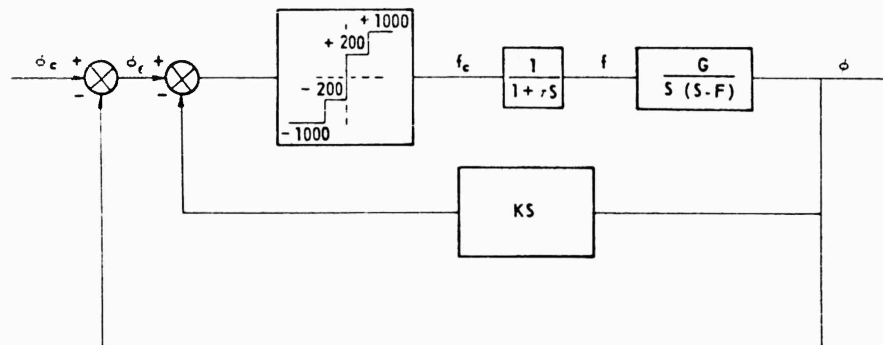 + 1000
+ 200
ϕc + - ϕε + -
- 200
- 1000
fc
1
1 + τS
f
G
S (S-F)
ϕ
KS